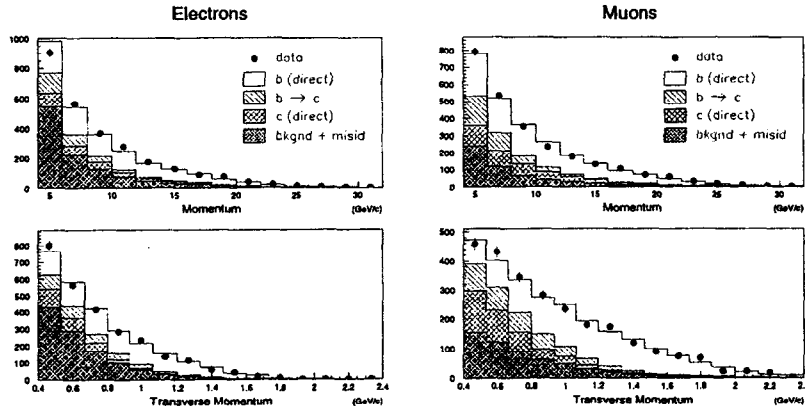 Electrons
Muons
1000
800
600
400
200
0
data
b (direct)
b → c
c (direct)
bkgnd + misid
5 10 15 20 25 30
Momentum (GeV/c)
800
700
600
500
400
300
200
100
0
data
b (direct)
b → c
c (direct)
bkgnd + misid
5 10 15 20 25 30
Momentum (GeV/c)
800
700
600
500
400
300
200
100
0
0.4 0.6 0.8 1 1.2 1.4 1.6 1.8 2 2.2 2.4
Transverse Momentum (GeV/c)
500
400
300
200
100
0
0.4 0.6 0.8 1 1.2 1.4 1.6 1.8 2 2.2
Transverse Momentum (GeV/c)